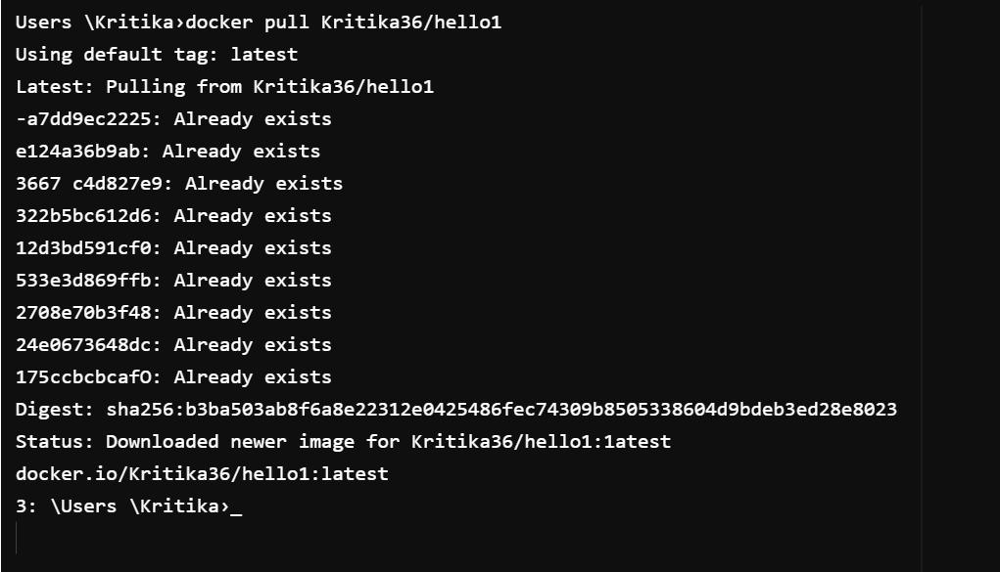 Users \Kritika›docker pull Kritika36/hello1
Using default tag: latest
Latest: Pulling from Kritika36/hello1
-a7dd9ec2225: Already exists
e124a36b9ab: Already exists
3667 c4d827e9: Already exists
322b5bc612d6: Already exists
12d3bd591cf0: Already exists
533e3d869ffb: Already exists
2708e70b3f48: Already exists
24e0673648dc: Already exists
175ccbcbcafO: Already exists
Digest: sha256:b3ba503ab8f6a8e22312e0425486fec74309b8505338604d9bdeb3ed28e8023
Status: Downloaded newer image for Kritika36/hello1:1atest
docker.io/Kritika36/hello1:latest
3: \Users \Kritika›_